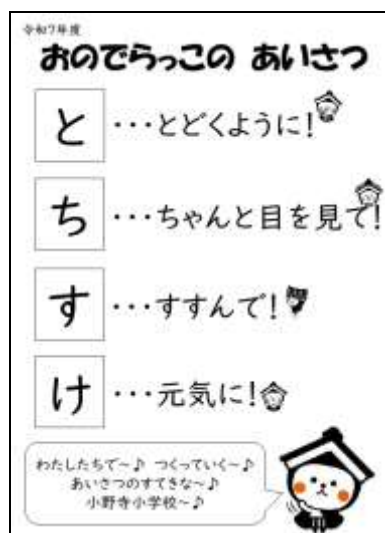 令和7年度
おのでらっこの あいさつ
と ・・・とどくように!
ち ・・・ちゃんと目を見て!
す ・・・すすんで!
け ・・・元気に!
わたしたちで~♪ つくっていく~♪
あいさつのすてきな~♪
小野寺小学校~♪